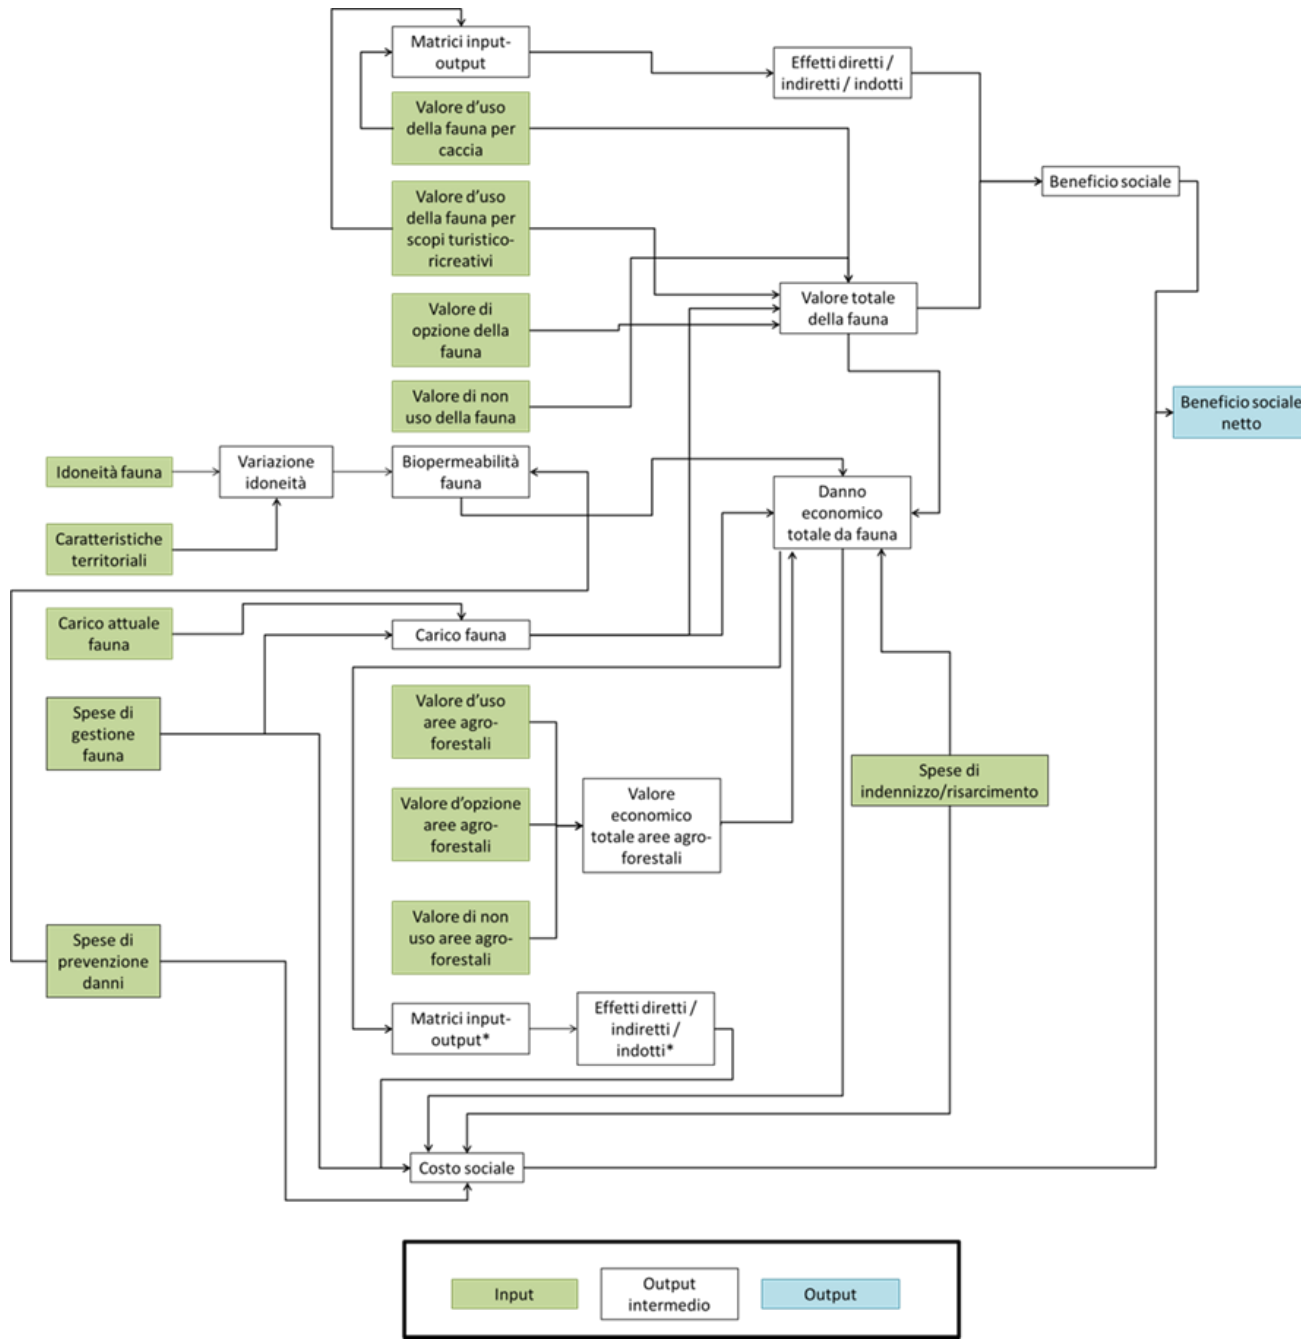 Matrici input-
output
Effetti diretti /
indiretti / indotti
Valore d'uso
della fauna per
caccia
Beneficio sociale
Valore d'uso
della fauna per
scopi turistico-
ricreativi
Valore totale
della fauna
Valore di
opzione della
fauna
Valore di non
uso della fauna
Beneficio sociale
netto
Idoneità fauna
Variazione
idoneità
Biopermeabilità
fauna
Danno
economico
totale da fauna
Caratteristiche
territoriali
Carico attuale
fauna
Carico fauna
Spese di
gestione
fauna
Valore d'uso
aree agro-
forestali
Spese di
indennizzo/risarcimento
Valore d'opzione
aree agro-
forestali
Valore
economico
totale aree agro-
forestali
Valore di non
uso aree agro-
forestali
Spese di
prevenzione
danni
Matrici input-
output*
Effetti diretti /
indiretti /
indotti*
Costo sociale
Input
Output
intermedio
Output